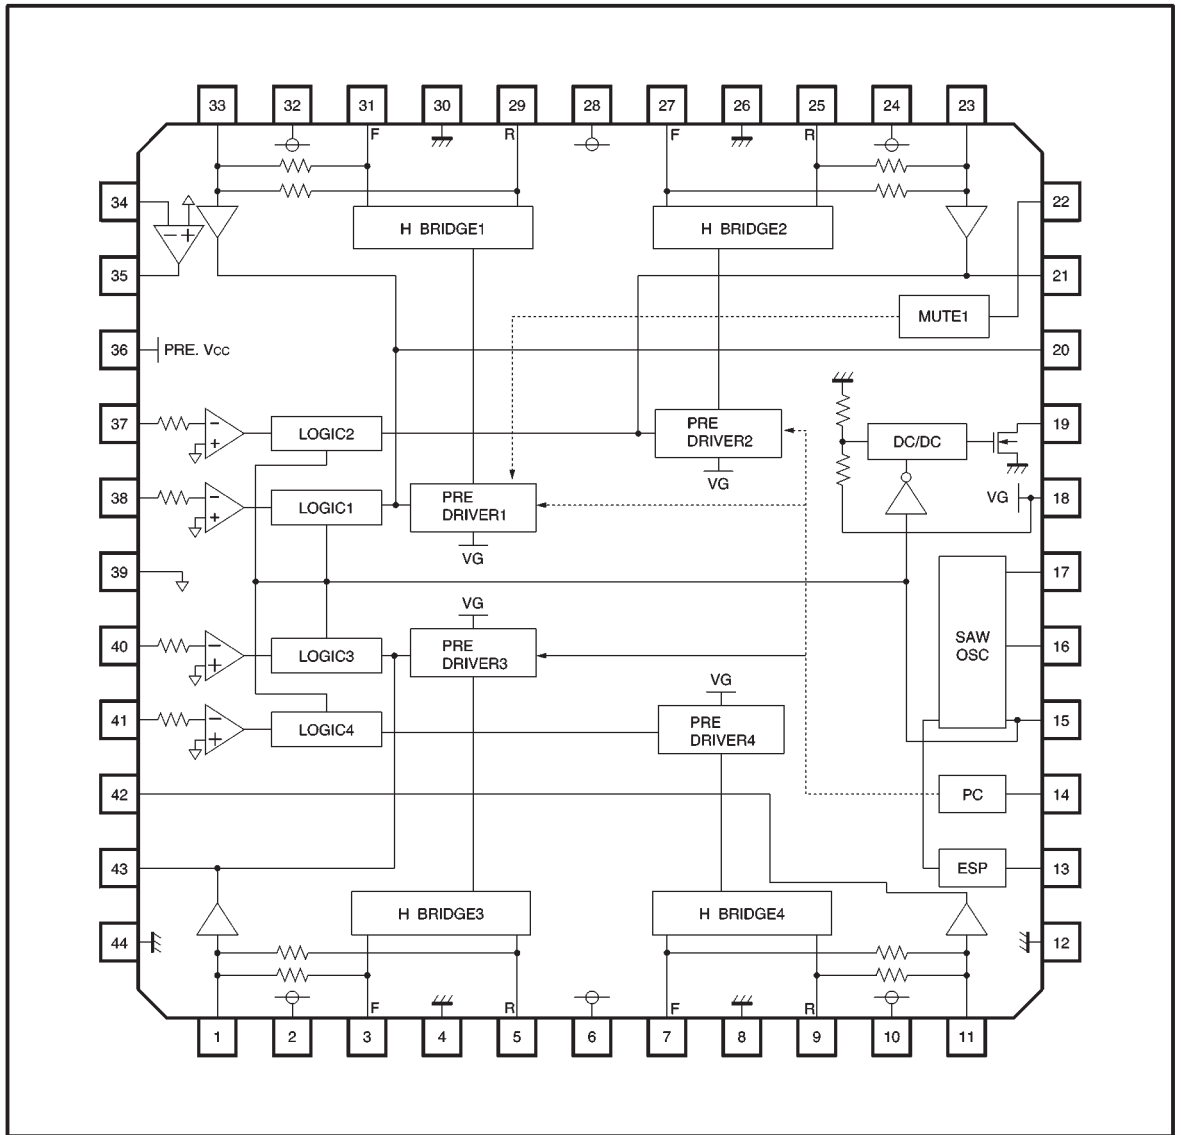 33 32 31 30 29 28 27 26 25 24 23
F R F R
34 22
− +
H BRIDGE1 H BRIDGE2
35 21
MUTE1
36 PRE. VCC 20
37 − + LOGIC2 PRE DRIVER2 DC/DC 19
VG
38 − + LOGIC1 PRE DRIVER1 VG 18
VG
39 17
VG
40 − + LOGIC3 PRE DRIVER3 SAW OSC 16
VG
41 − + LOGIC4 PRE DRIVER4 15
42 PC 14
43 ESP 13
H BRIDGE3 H BRIDGE4
44 12
F R F R
1 2 3 4 5 6 7 8 9 10 11